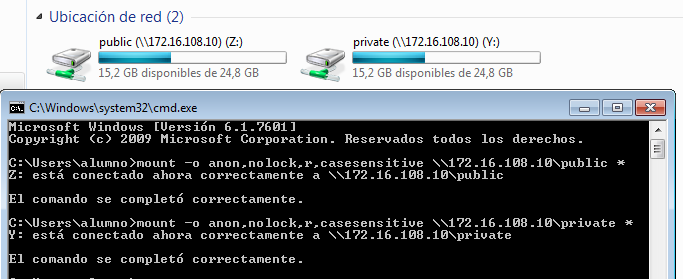 Ubicación de red (2)
public (\\172.16.108.10) (Z:)
15,2 GB disponibles de 24,8 GB
private (\\172.16.108.10) (Y:)
15,2 GB disponibles de 24,8 GB
C:\Windows\system32\cmd.exe
Microsoft Windows [Versión 6.1.7601]
Copyright (c) 2009 Microsoft Corporation. Reservados todos los derechos.
C:\Users\alumno>mount -o anon,nolock,r,casesensitive \\172.16.108.10\public *
Z: está conectado ahora correctamente a \\172.16.108.10\public
El comando se completó correctamente.
C:\Users\alumno>mount -o anon,nolock,r,casesensitive \\172.16.108.10\private *
Y: está conectado ahora correctamente a \\172.16.108.10\private
El comando se completó correctamente.